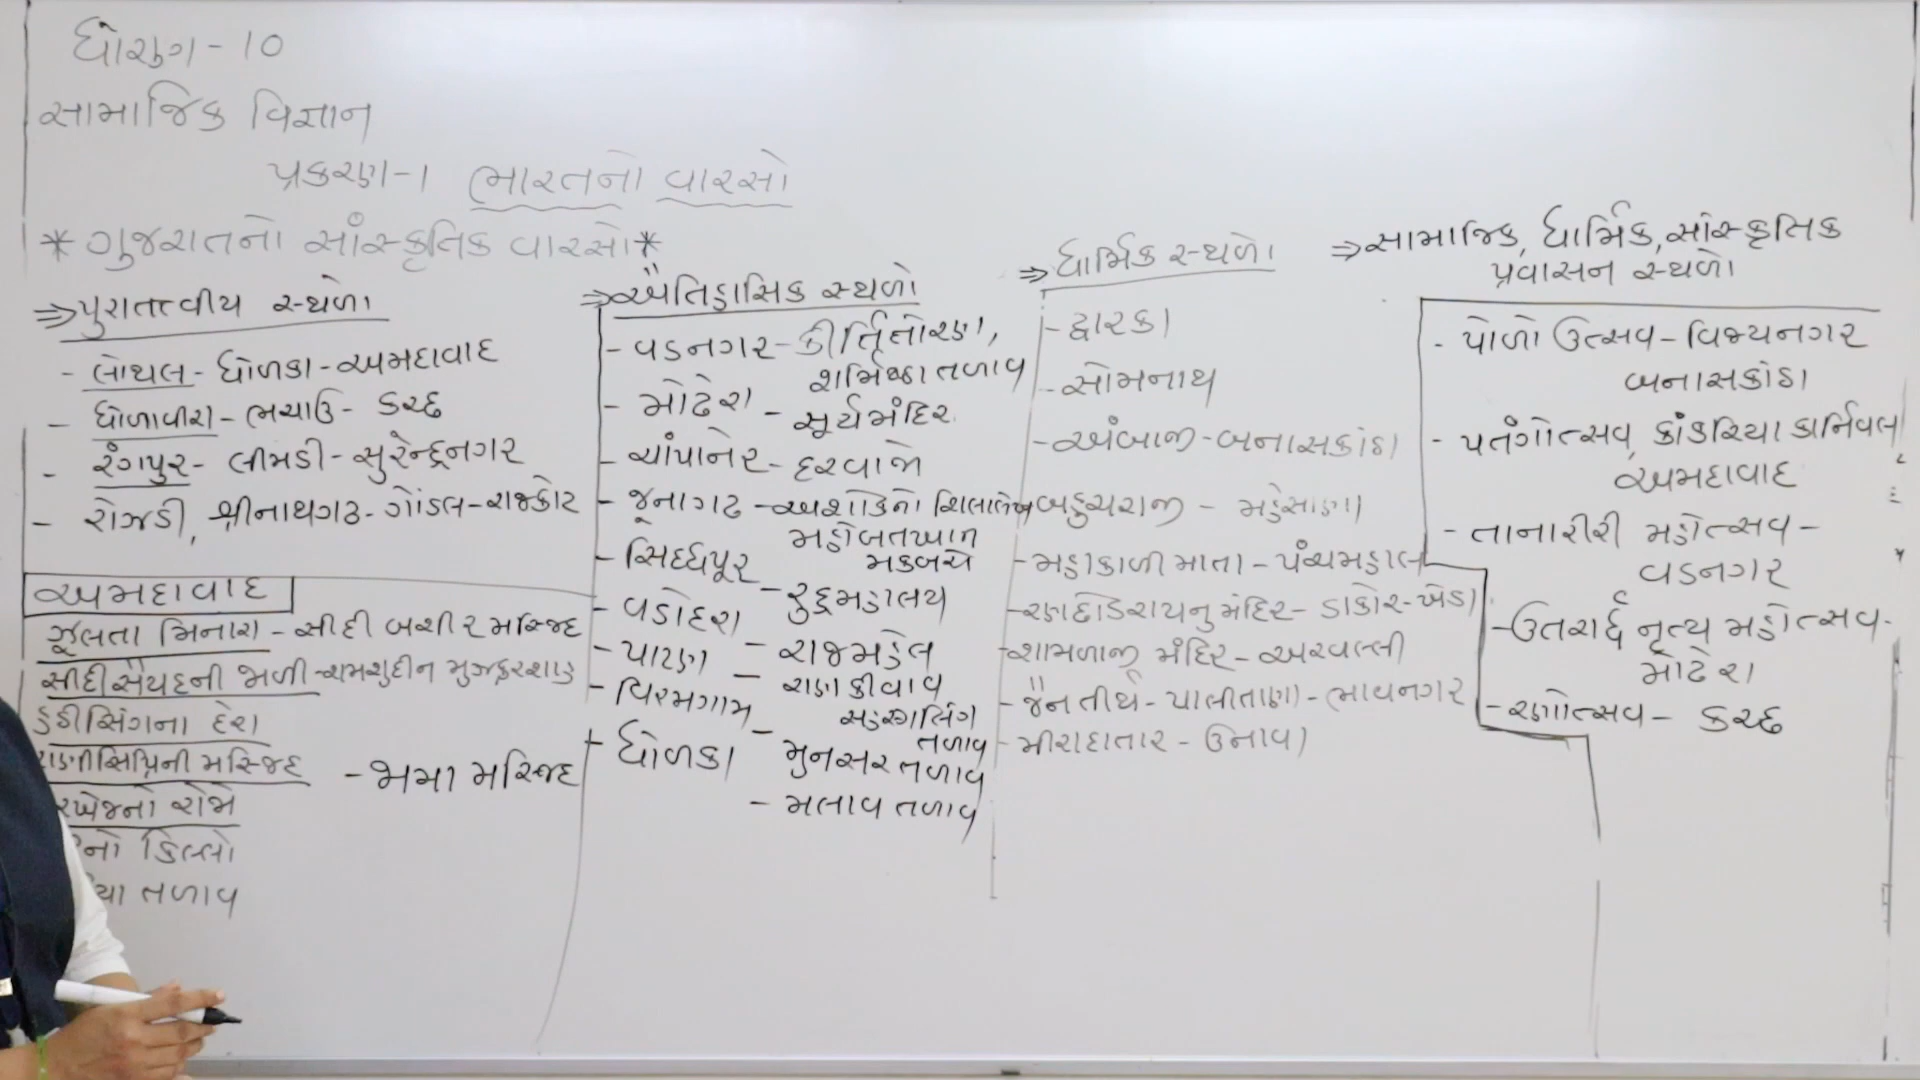 ધોરણ - 10
સામાજિક વિજ્ઞાન
પ્રકરણ-1 ભારતનો વારસો
* ગુજરાતનો સાંસ્કૃતિક વારસો *
⇒ પુરાતત્વીય સ્થળો
- લોથલ - ધોળકા - અમદાવાદ
- ધોળાવીરા - ભચાઉ - કચ્છ
- રંગપુર - લીમડી - સુરેન્દ્રનગર
- રોઝડી, શ્રીનાથગઢ - ગોંડલ - રાજકોટ
અમદાવાદ
ઝૂલતા મિનારા - સીદી બશીર મસ્જિદ
સીદીસૈયદની જાળી - શમશુદીન મુઝફ્ફરશાહ
હઠીસિંગના દેરા
સિપ્રિની મસ્જિદ - જામા મસ્જિદ
રોજો
કિલ્લો
તળાવ
⇒ ઐતિહાસિક સ્થળો
- વડનગર - કીર્તિતોરણ,
શર્મિષ્ઠા તળાવ
- મોઢેરા - સૂર્યમંદિર
- ચાંપાનેર - દરવાજો
- જૂનાગઢ - અશોકનો શિલાલેખ
મહોબતખાન
મકબરો
- સિદ્ધપૂર - રુદ્રમહાલય
- વડોદરા - રાજમહેલ
- પાટણ - રાણકીવાવ
સહસ્ત્રલિંગ
તળાવ
- વિરમગામ - મુનસર તળાવ
- ધોળકા - મલાવ તળાવ
⇒ ધાર્મિક સ્થળો
- દ્વારકા
- સોમનાથ
- અંબાજી - બનાસકાંઠા
બહુચરાજી - મહેસાણા
- મહાકાળી માતા - પંચમહાલ
- રણછોડરાયનુ મંદિર - ડાકોર - ખેડા
- શામળાજી મંદિર - અરવલ્લી
- જૈન તીર્થ - પાલીતાણા - ભાવનગર
- મીરાદાતાર - ઉનાવા
⇒ સામાજિક, ધાર્મિક, સાંસ્કૃતિક
પ્રવાસન સ્થળો
- પોળો ઉત્સવ - વિજયનગર
બનાસકાંઠા
- પતંગોત્સવ, કાંકરિયા કાર્નિવલ
અમદાવાદ
- તાનારીરી મહોત્સવ -
વડનગર
- ઉતરાર્દ્ધ નૃત્ય મહોત્સવ -
મોઢેરા
- રણોત્સવ - કચ્છ